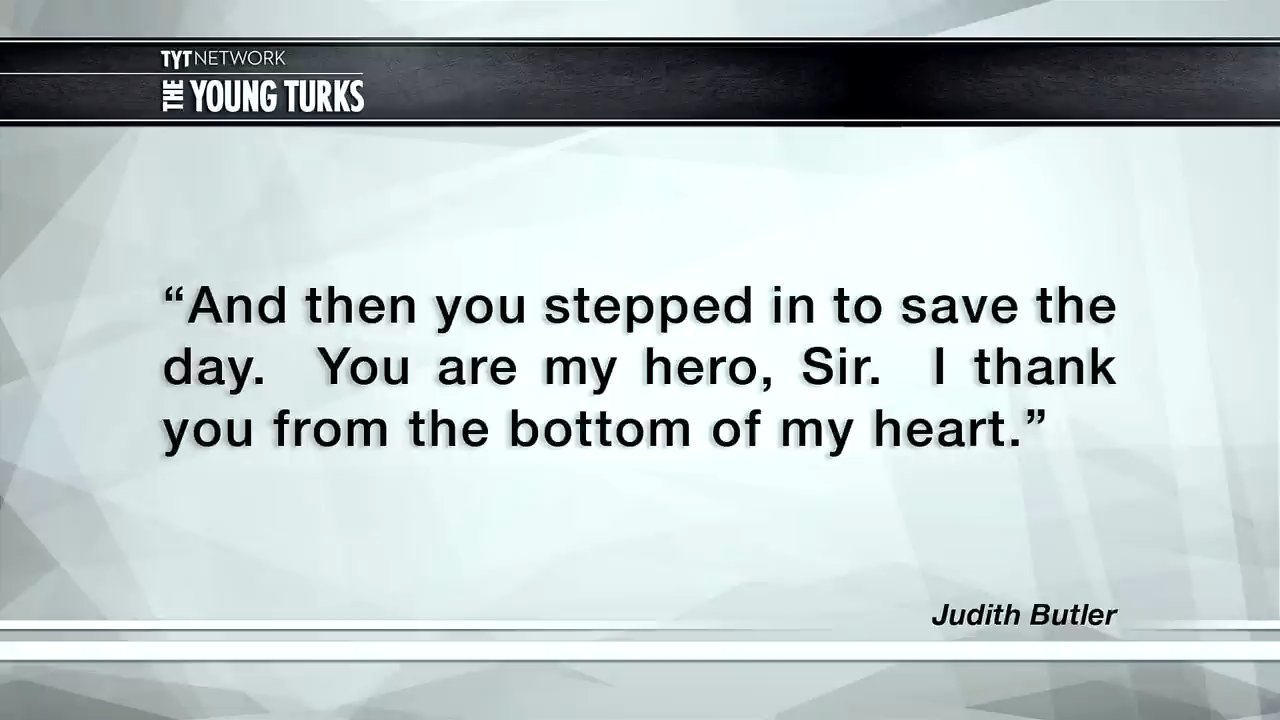 TYTNETWORK
THE YOUNG TURKS
“And then you stepped in to save the
day.  You are my hero, Sir.  I thank
you from the bottom of my heart.”
Judith Butler